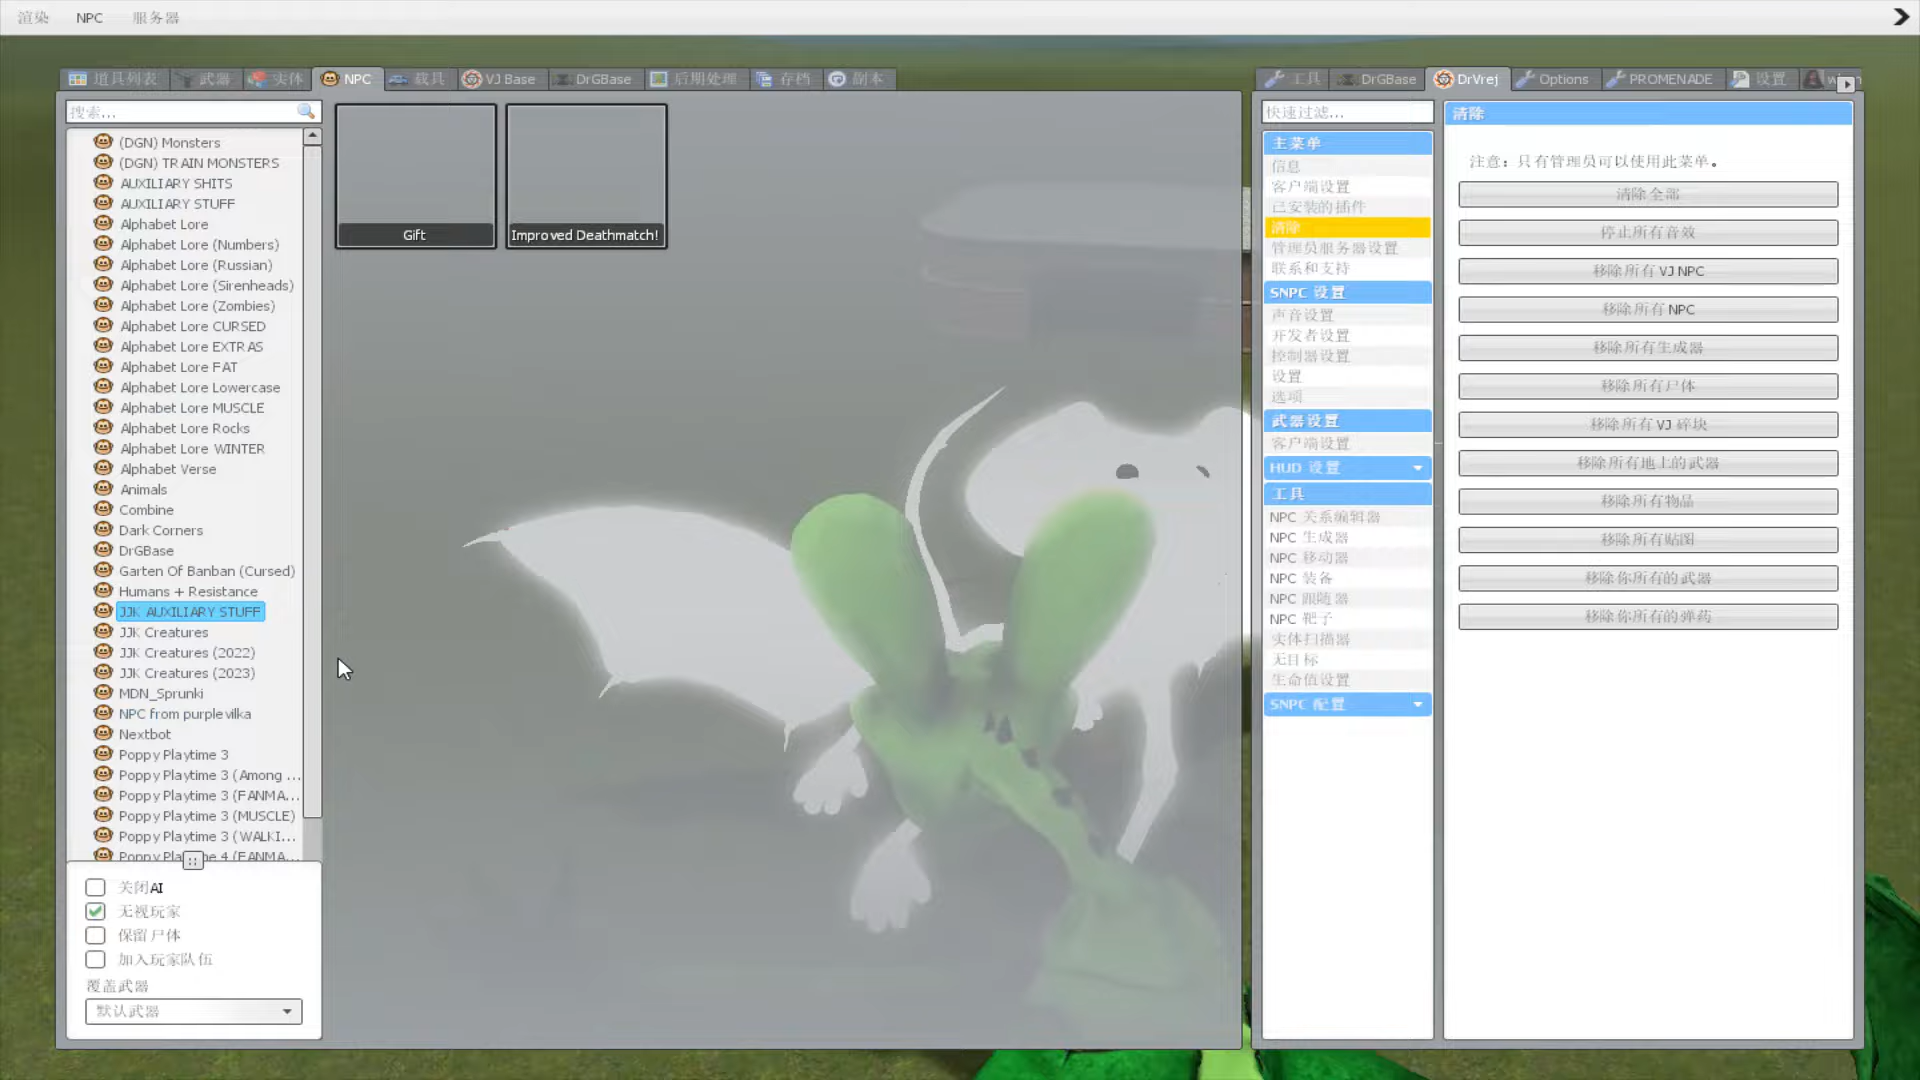 渲染 NPC 服务器
道具列表 武器 实体 NPC 载具 VJ Base DrGBase 后期处理 存档 副本
搜索...
(DGN) Monsters
(DGN) TRAIN MONSTERS
AUXILIARY SHITS
AUXILIARY STUFF
Alphabet Lore
Alphabet Lore (Numbers)
Alphabet Lore (Russian)
Alphabet Lore (Sirenheads)
Alphabet Lore (Zombies)
Alphabet Lore CURSED
Alphabet Lore EXTRAS
Alphabet Lore FAT
Alphabet Lore Lowercase
Alphabet Lore MUSCLE
Alphabet Lore Rocks
Alphabet Lore WINTER
Alphabet Verse
Animals
Combine
Dark Corners
DrGBase
Garten Of Banban (Cursed)
Humans + Resistance
JJK AUXILIARY STUFF
JJK Creatures
JJK Creatures (2022)
JJK Creatures (2023)
MDN_Sprunki
NPC from purplevilka
Nextbot
Poppy Playtime 3
Poppy Playtime 3 (Among ...
Poppy Playtime 3 (FANMA...
Poppy Playtime 3 (MUSCLE)
Poppy Playtime 3 (WALKI...
关闭AI
无视玩家
保留尸体
加入玩家队伍
覆盖武器
默认武器
Gift
Improved Deathmatch!
工具 DrGBase DrVrej Options PROMENADE 设置
快速过滤...
主菜单
信息
客户端设置
已安装的插件
清除
管理员服务器设置
联系和支持
SNPC 设置
声音设置
开发者设置
控制器设置
设置
选项
武器设置
客户端设置
HUD 设置
工具
NPC 关系编辑器
NPC 生成器
NPC 移动器
NPC 装备
NPC 跟随器
NPC 靶子
实体扫描器
无目标
生命值设置
SNPC 配置
清除
注意：只有管理员可以使用此菜单。
清除全部
停止所有音效
移除所有 VJ NPC
移除所有 NPC
移除所有生成器
移除所有尸体
移除所有 VJ 碎块
移除所有地上的武器
移除所有物品
移除所有贴图
移除你所有的武器
移除你所有的弹药